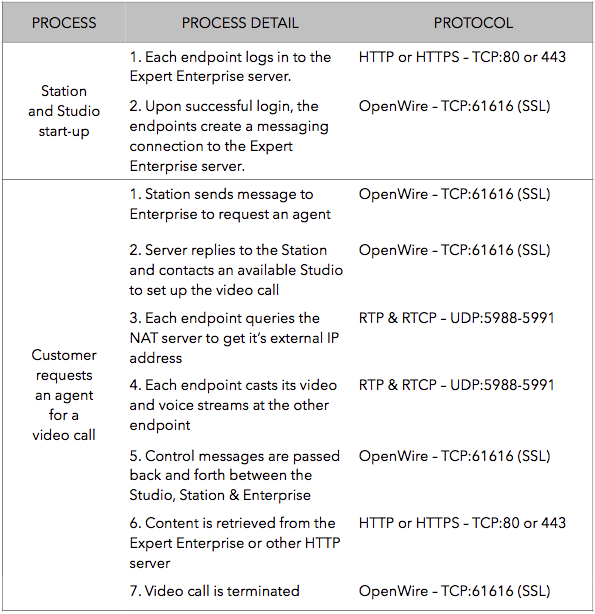 PROCESS PROCESS DETAIL PROTOCOL
Station
and Studio
start-up
1. Each endpoint logs in to the
Expert Enterprise server.
HTTP or HTTPS – TCP:80 or 443
2. Upon successful login, the
endpoints create a messaging
connection to the Expert
Enterprise server.
OpenWire – TCP:61616 (SSL)
Customer
requests
an agent
for a
video call
1. Station sends message to
Enterprise to request an agent
OpenWire – TCP:61616 (SSL)
2. Server replies to the Station
and contacts an available Studio
to set up the video call
OpenWire – TCP:61616 (SSL)
3. Each endpoint queries the
NAT server to get it's external IP
address
RTP & RTCP – UDP:5988-5991
4. Each endpoint casts its video
and voice streams at the other
endpoint
RTP & RTCP – UDP:5988-5991
5. Control messages are passed
back and forth between the
Studio, Station & Enterprise
OpenWire – TCP:61616 (SSL)
6. Content is retrieved from the
Expert Enterprise or other HTTP
server
HTTP or HTTPS – TCP:80 or 443
7. Video call is terminated
OpenWire – TCP:61616 (SSL)